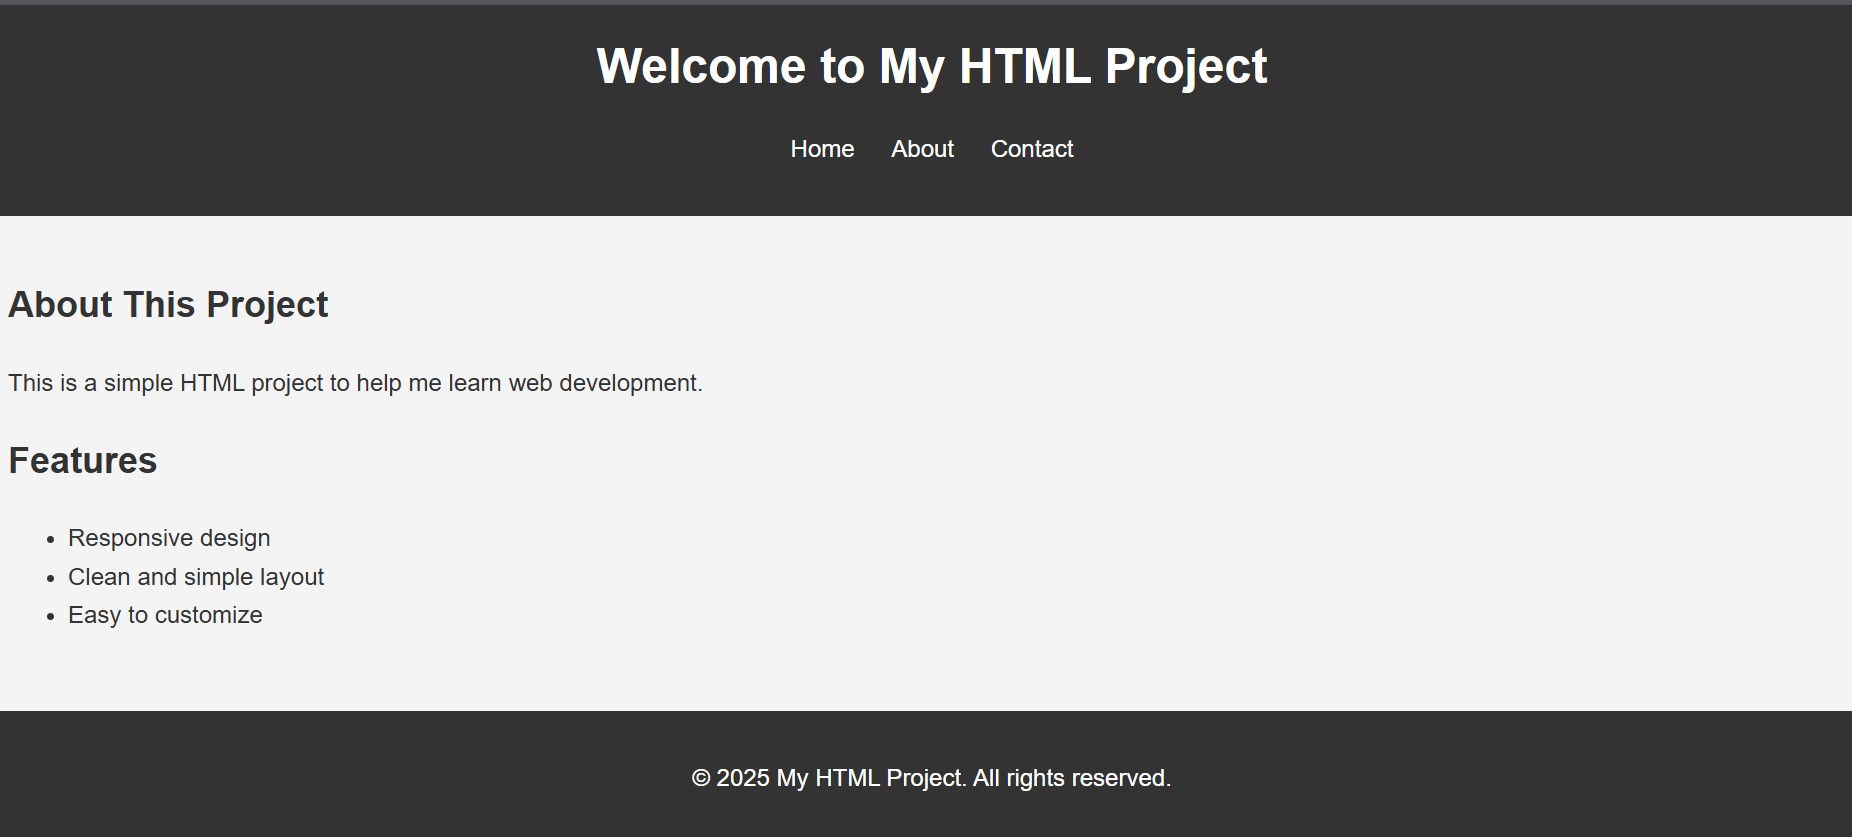 Welcome to My HTML Project
Home About Contact
About This Project
This is a simple HTML project to help me learn web development.
Features
• Responsive design
• Clean and simple layout
• Easy to customize
© 2025 My HTML Project. All rights reserved.